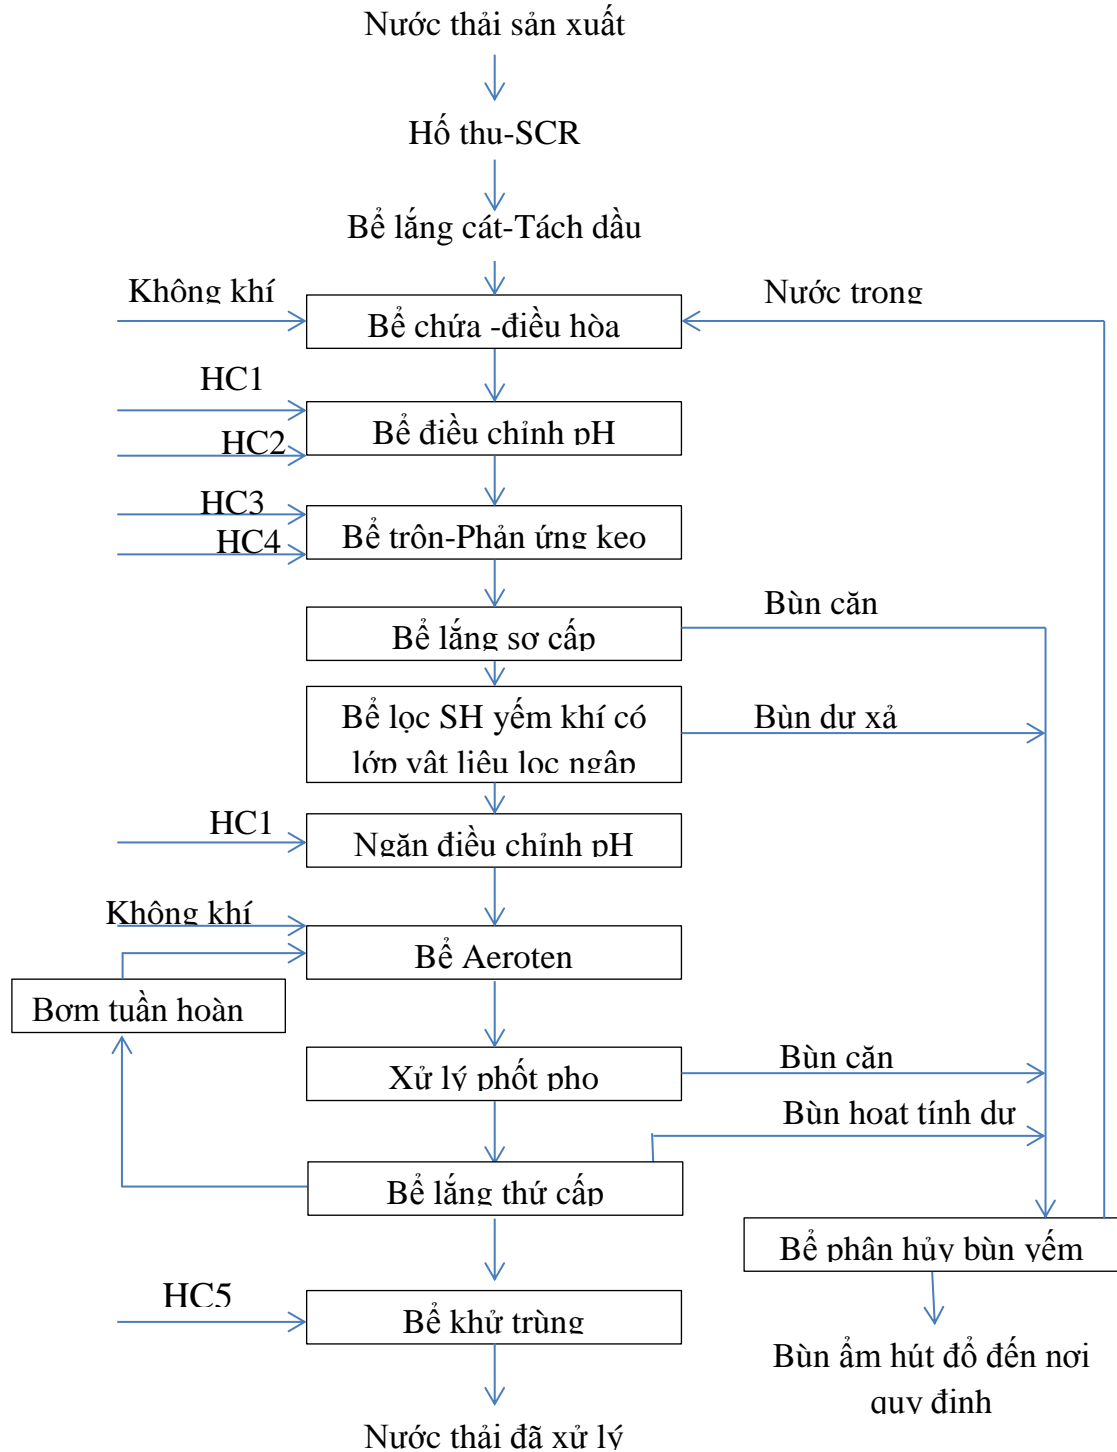 Nước thải sản xuất
Hố thu-SCR
Bể lắng cát-Tách dầu
Không khí
Nước trong
Bể chứa -điều hòa
HC1
Bể điều chỉnh pH
HC2
HC3
Bể trộn-Phản ứng keo
HC4
Bùn cặn
Bể lắng sơ cấp
Bể lọc SH yếm khí có
lớp vật liệu lọc ngập
Bùn dư xả
HC1
Ngăn điều chỉnh pH
Không khí
Bể Aeroten
Bơm tuần hoàn
Bùn cặn
Xử lý phốt pho
Bùn hoạt tính dư
Bể lắng thứ cấp
Bể phân hủy bùn yếm
HC5
Bể khử trùng
Bùn ẩm hút đổ đến nơi
quy định
Nước thải đã xử lý